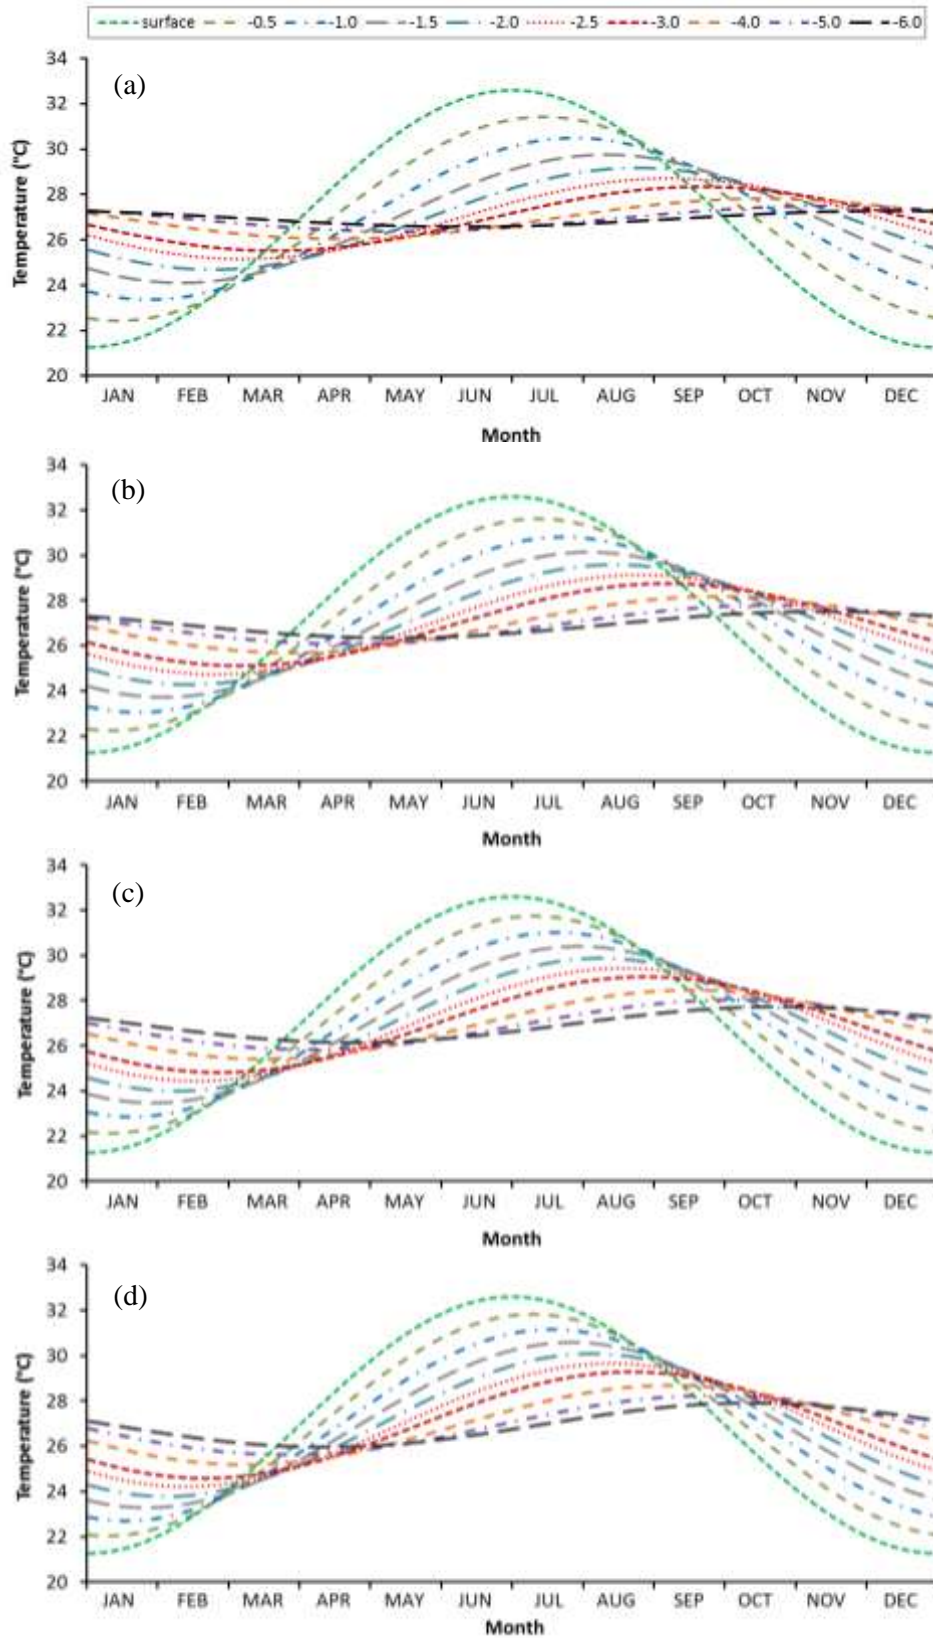 surface -0.5 -1.0 -1.5 -2.0 -2.5 -3.0 -4.0 -5.0 -6.0
(a)
Temperature (°C)
34
32
30
28
26
24
22
20
JAN FEB MAR APR MAY JUN JUL AUG SEP OCT NOV DEC
Month
(b)
Temperature (°C)
34
32
30
28
26
24
22
20
JAN FEB MAR APR MAY JUN JUL AUG SEP OCT NOV DEC
Month
(c)
Temperature (°C)
34
32
30
28
26
24
22
20
JAN FEB MAR APR MAY JUN JUL AUG SEP OCT NOV DEC
Month
(d)
Temperature (°C)
34
32
30
28
26
24
22
20
JAN FEB MAR APR MAY JUN JUL AUG SEP OCT NOV DEC
Month